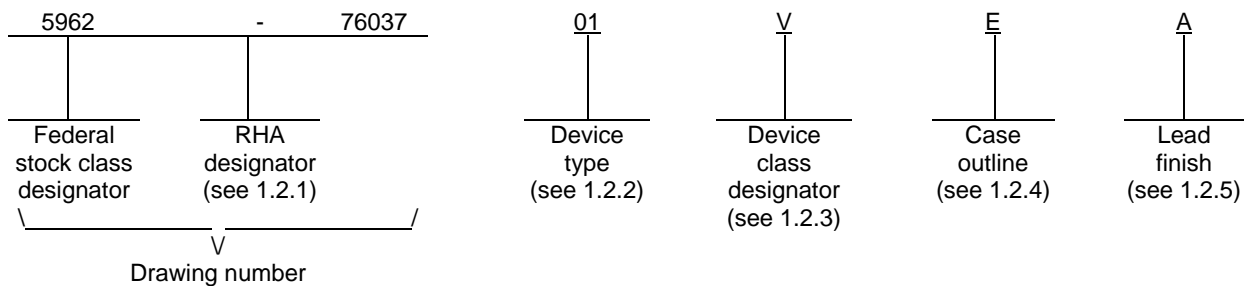 5962 - 76037 01 V E A
Federal RHA Device Device Case Lead
stock class designator type class outline finish
designator (see 1.2.1) (see 1.2.2) designator (see 1.2.4) (see 1.2.5)
(see 1.2.3)
\ /
\/
Drawing number